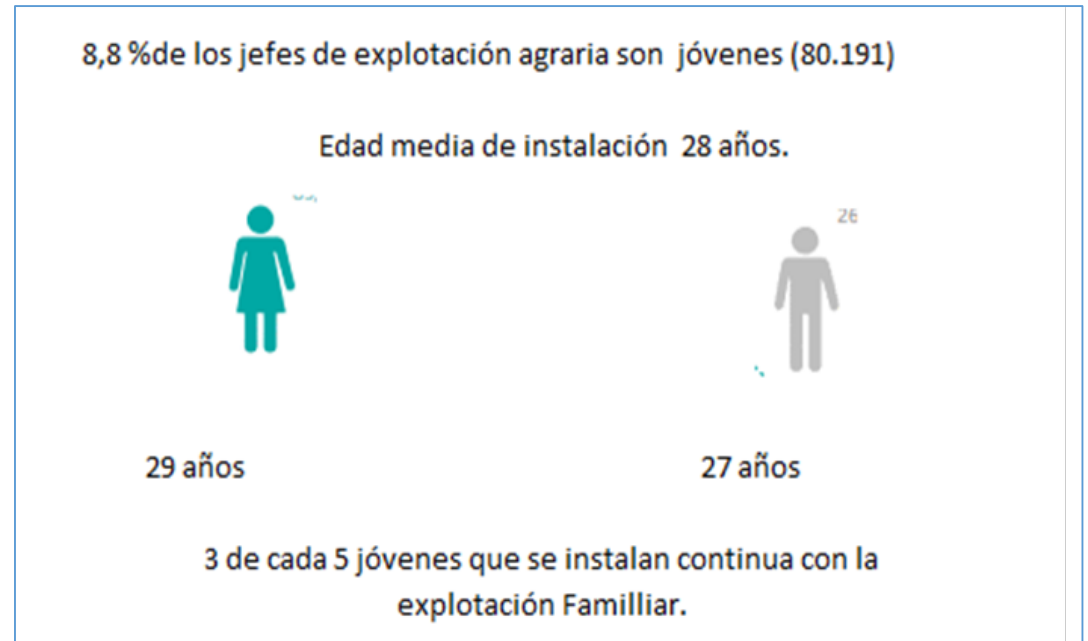 8,8 %de los jefes de explotación agraria son jóvenes (80.191)
Edad media de instalación 28 años.
26
29 años
27 años
3 de cada 5 jóvenes que se instalan continua con la
explotación Familliar.